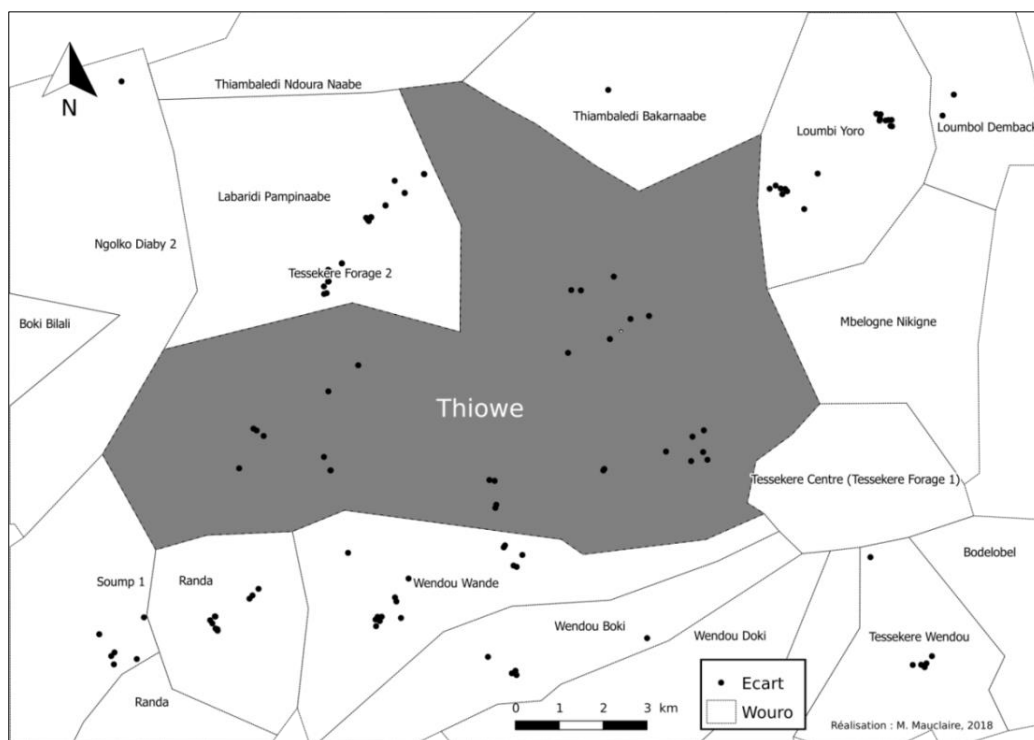 Thiambaledi Ndoura Naabe
N
Thiambaledi Bakarnaabe
Loumbi Yoro
Loumbol Demback
Labaridi Pampinaabe
Ngolko Diaby 2
Tessekere Forage 2
Boki Bilali
Mbelogne Nikigne
Thiowe
Tessekere Centre (Tessekere Forage 1)
Bodelobel
Soump 1
Randa
Wendou Wande
Wendou Boki
Wendou Doki
Tessekere Wendou
Randa
Ecart
Wouro
0 1 2 3 km
Réalisation : M. Mauclaire, 2018